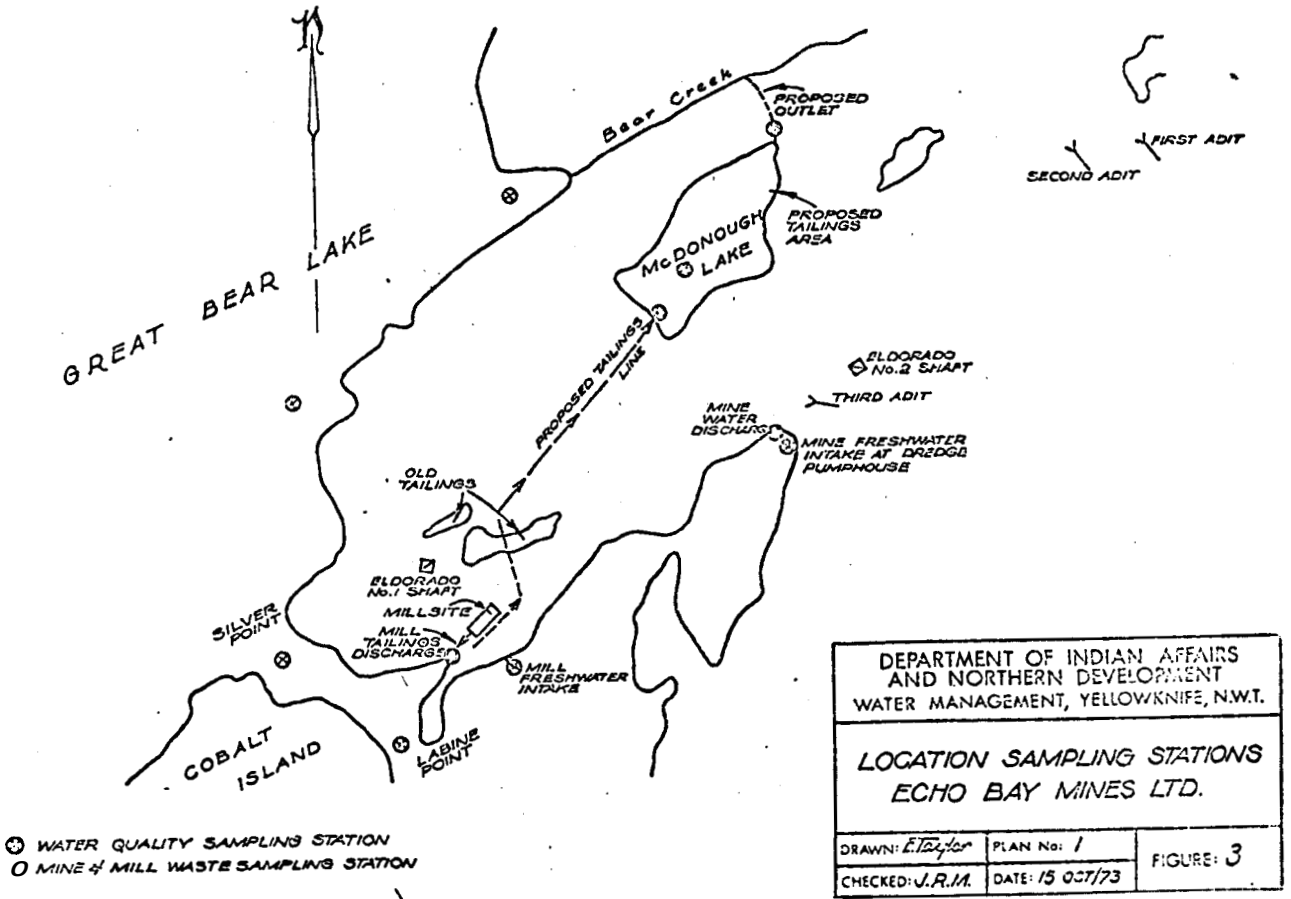 n
Bear Creek
PROPOSED
OUTLET
FIRST ADIT
SECOND ADIT
PROPOSED
TAILINGS
AREA
McDONOUGH
LAKE
GREAT BEAR LAKE
PROPOSED TAILINGS
LINE
ELDORADO
No.2 SHAFT
THIRD ADIT
MINE
WATER
DISCHARGE
MINE FRESHWATER
INTAKE AT DREDGE
PUMPHOUSE
OLD
TAILINGS
ELDORADO
No.1 SHAFT
MILLSITE
MILL
TAILINGS
DISCHARGE
SILVER
POINT
MILL
FRESHWATER
INTAKE
LABINE
POINT
COBALT
ISLAND
WATER QUALITY SAMPLING STATION
O MINE & MILL WASTE SAMPLING STATION
DEPARTMENT OF INDIAN AFFAIRS
AND NORTHERN DEVELOPMENT
WATER MANAGEMENT, YELLOWKNIFE, N.W.T.
LOCATION SAMPLING STATIONS
ECHO BAY MINES LTD.
DRAWN: E.Taylor
PLAN No: 1
FIGURE: 3
CHECKED: J.R.M.
DATE: 15 OCT/73